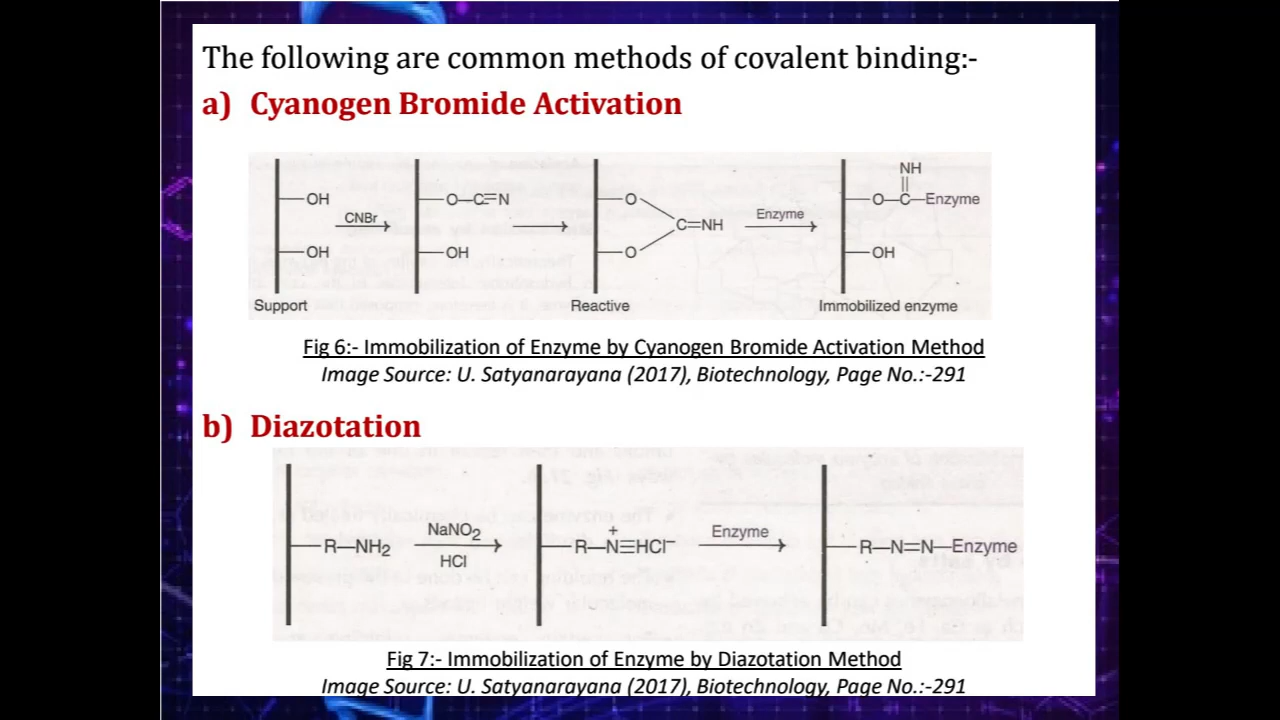 The following are common methods of covalent binding:-
a) Cyanogen Bromide Activation
OH
OH
Support
CNBr
O—C≡N
OH
O
O
C=NH
Reactive
Enzyme
NH
O—C—Enzyme
OH
Immobilized enzyme
Fig 6:- Immobilization of Enzyme by Cyanogen Bromide Activation Method
Image Source: U. Satyanarayana (2017), Biotechnology, Page No.:-291
b) Diazotation
R—NH2
NaNO2
HCl
+
R—N≡HCl−
Enzyme
R—N=N—Enzyme
Fig 7:- Immobilization of Enzyme by Diazotation Method
Image Source: U. Satyanarayana (2017), Biotechnology, Page No.:-291